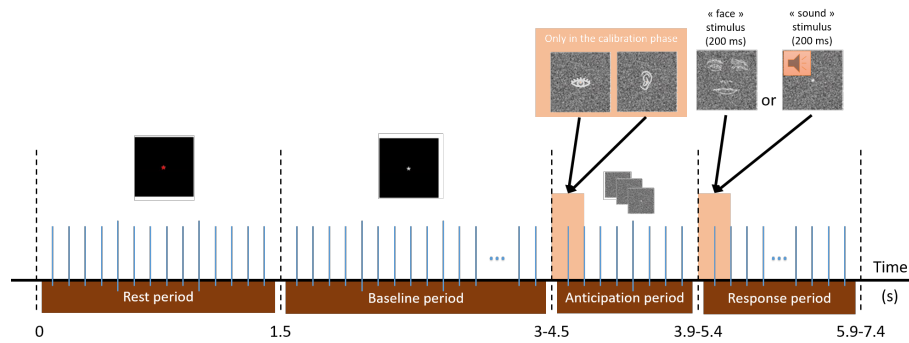 « face »
stimulus
(200 ms)
« sound »
stimulus
(200 ms)
Only in the calibration phase
or
...
...
Time
(s)
Rest period
Baseline period
Anticipation period
Response period
0
1.5
3-4.5
3.9-5.4
5.9-7.4